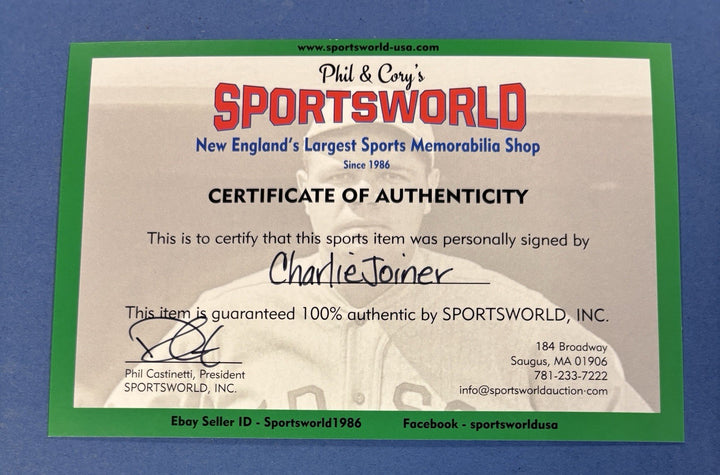 www.sportsworld-usa.com
Phil & Cory's
SPORTSWORLD
New England's Largest Sports Memorabilia Shop
Since 1986
CERTIFICATE OF AUTHENTICITY
This is to certify that this sports item was personally signed by
Charlie Joiner
This item is guaranteed 100% authentic by SPORTSWORLD, INC.
Phil Castinetti, President
SPORTSWORLD, INC.
184 Broadway
Saugus, MA 01906
781-233-7222
info@sportsworldauction.com
Ebay Seller ID - Sportsworld1986
Facebook - sportsworldusa